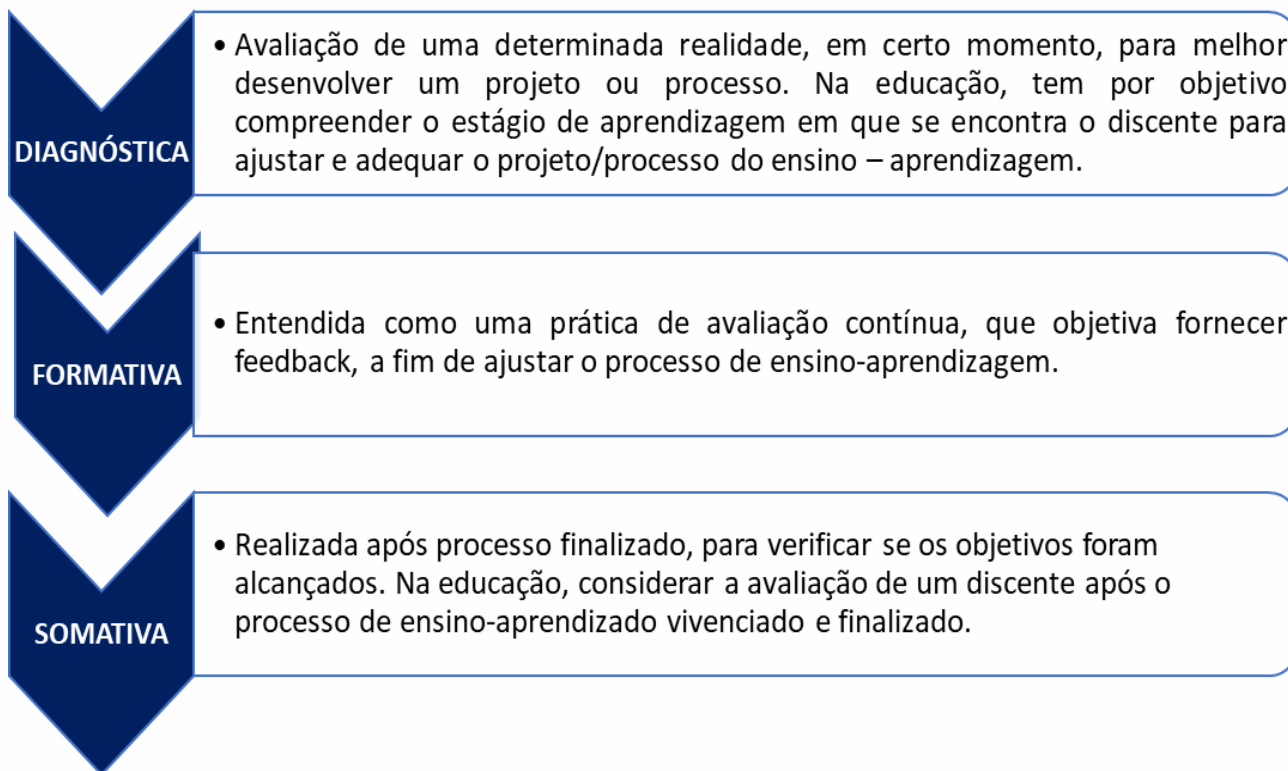 DIAGNÓSTICA
• Avaliação de uma determinada realidade, em certo momento, para melhor
desenvolver um projeto ou processo. Na educação, tem por objetivo
compreender o estágio de aprendizagem em que se encontra o discente para
ajustar e adequar o projeto/processo do ensino – aprendizagem.
FORMATIVA
• Entendida como uma prática de avaliação contínua, que objetiva fornecer
feedback, a fim de ajustar o processo de ensino-aprendizagem.
SOMATIVA
• Realizada após processo finalizado, para verificar se os objetivos foram
alcançados. Na educação, considerar a avaliação de um discente após o
processo de ensino-aprendizado vivenciado e finalizado.